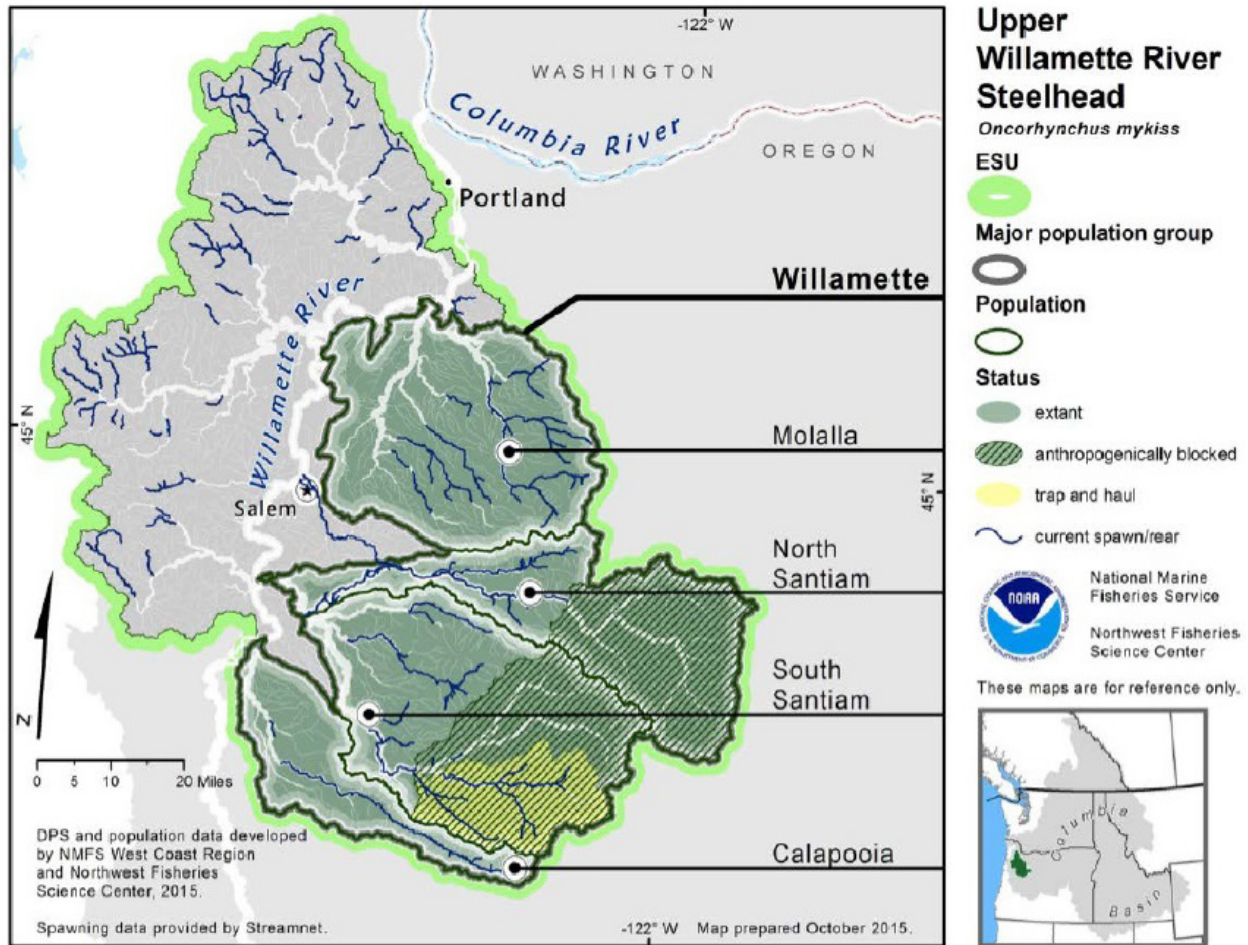 -122° W
WASHINGTON
Columbia River
OREGON
Portland
Willamette
Willamette River
45° N
Molalla
45° N
Salem
North
Santiam
South
Santiam
Calapooia
N
0 5 10 20 Miles
DPS and population data developed
by NMFS West Coast Region
and Northwest Fisheries
Science Center, 2015.
Spawning data provided by Streamnet.
-122° W
Map prepared October 2015.
Upper
Willamette River
Steelhead
Oncorhynchus mykiss
ESU
Major population group
Population
Status
extant
anthropogenically blocked
trap and haul
current spawn/rear
NOAA
National Marine
Fisheries Service
Northwest Fisheries
Science Center
These maps are for reference only.
Columbia
Basin